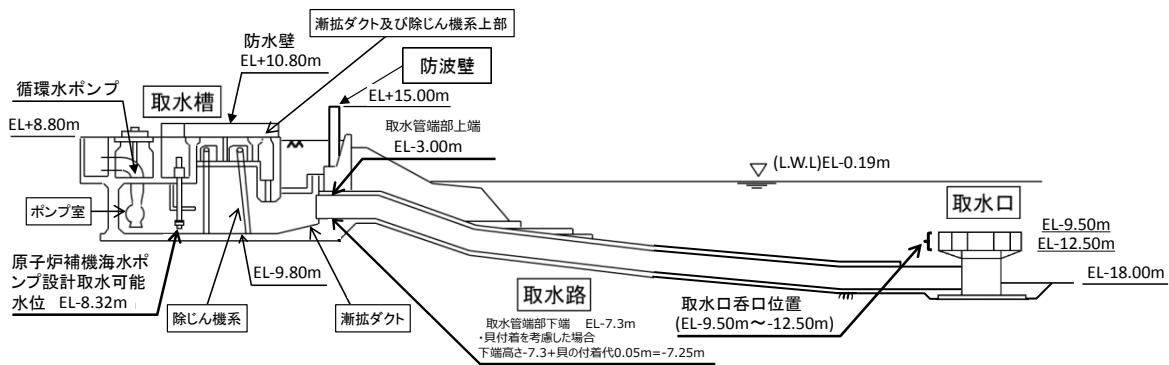 漸拡ダクト及び除じん機系上部
防水壁
EL+10.80m
防波壁
EL+15.00m
循環水ポンプ
取水槽
EL+8.80m
取水管端部上端
EL-3.00m
(L.W.L)EL-0.19m
取水口
EL-9.50m
EL-12.50m
ポンプ室
原子炉補機海水ポ
ンプ設計取水可能
水位 EL-8.32m
EL-9.80m
EL-18.00m
除じん機系
漸拡ダクト
取水路
取水口呑口位置
(EL-9.50m～-12.50m)
取水管端部下端 EL-7.3m
・貝付着を考慮した場合
下端高さ-7.3+貝の付着代0.05m=-7.25m